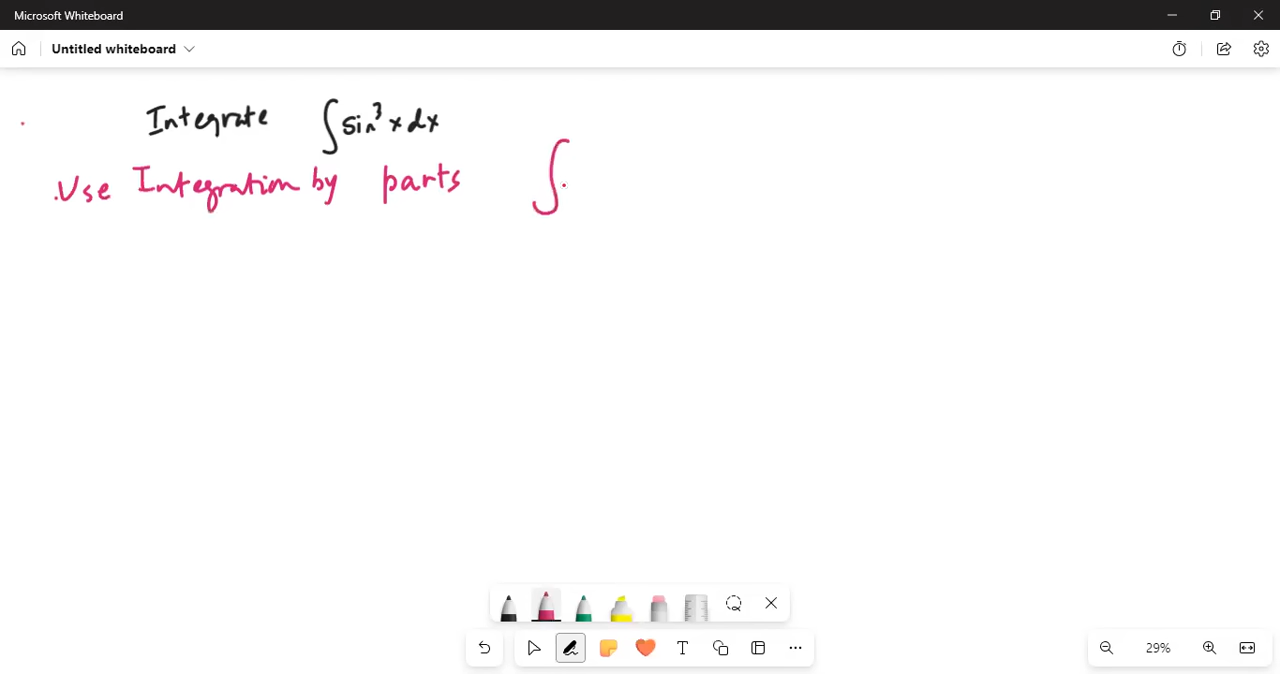 Microsoft Whiteboard
Untitled whiteboard
Integrate ∫sin³x dx
.Use Integration by parts ∫
29%